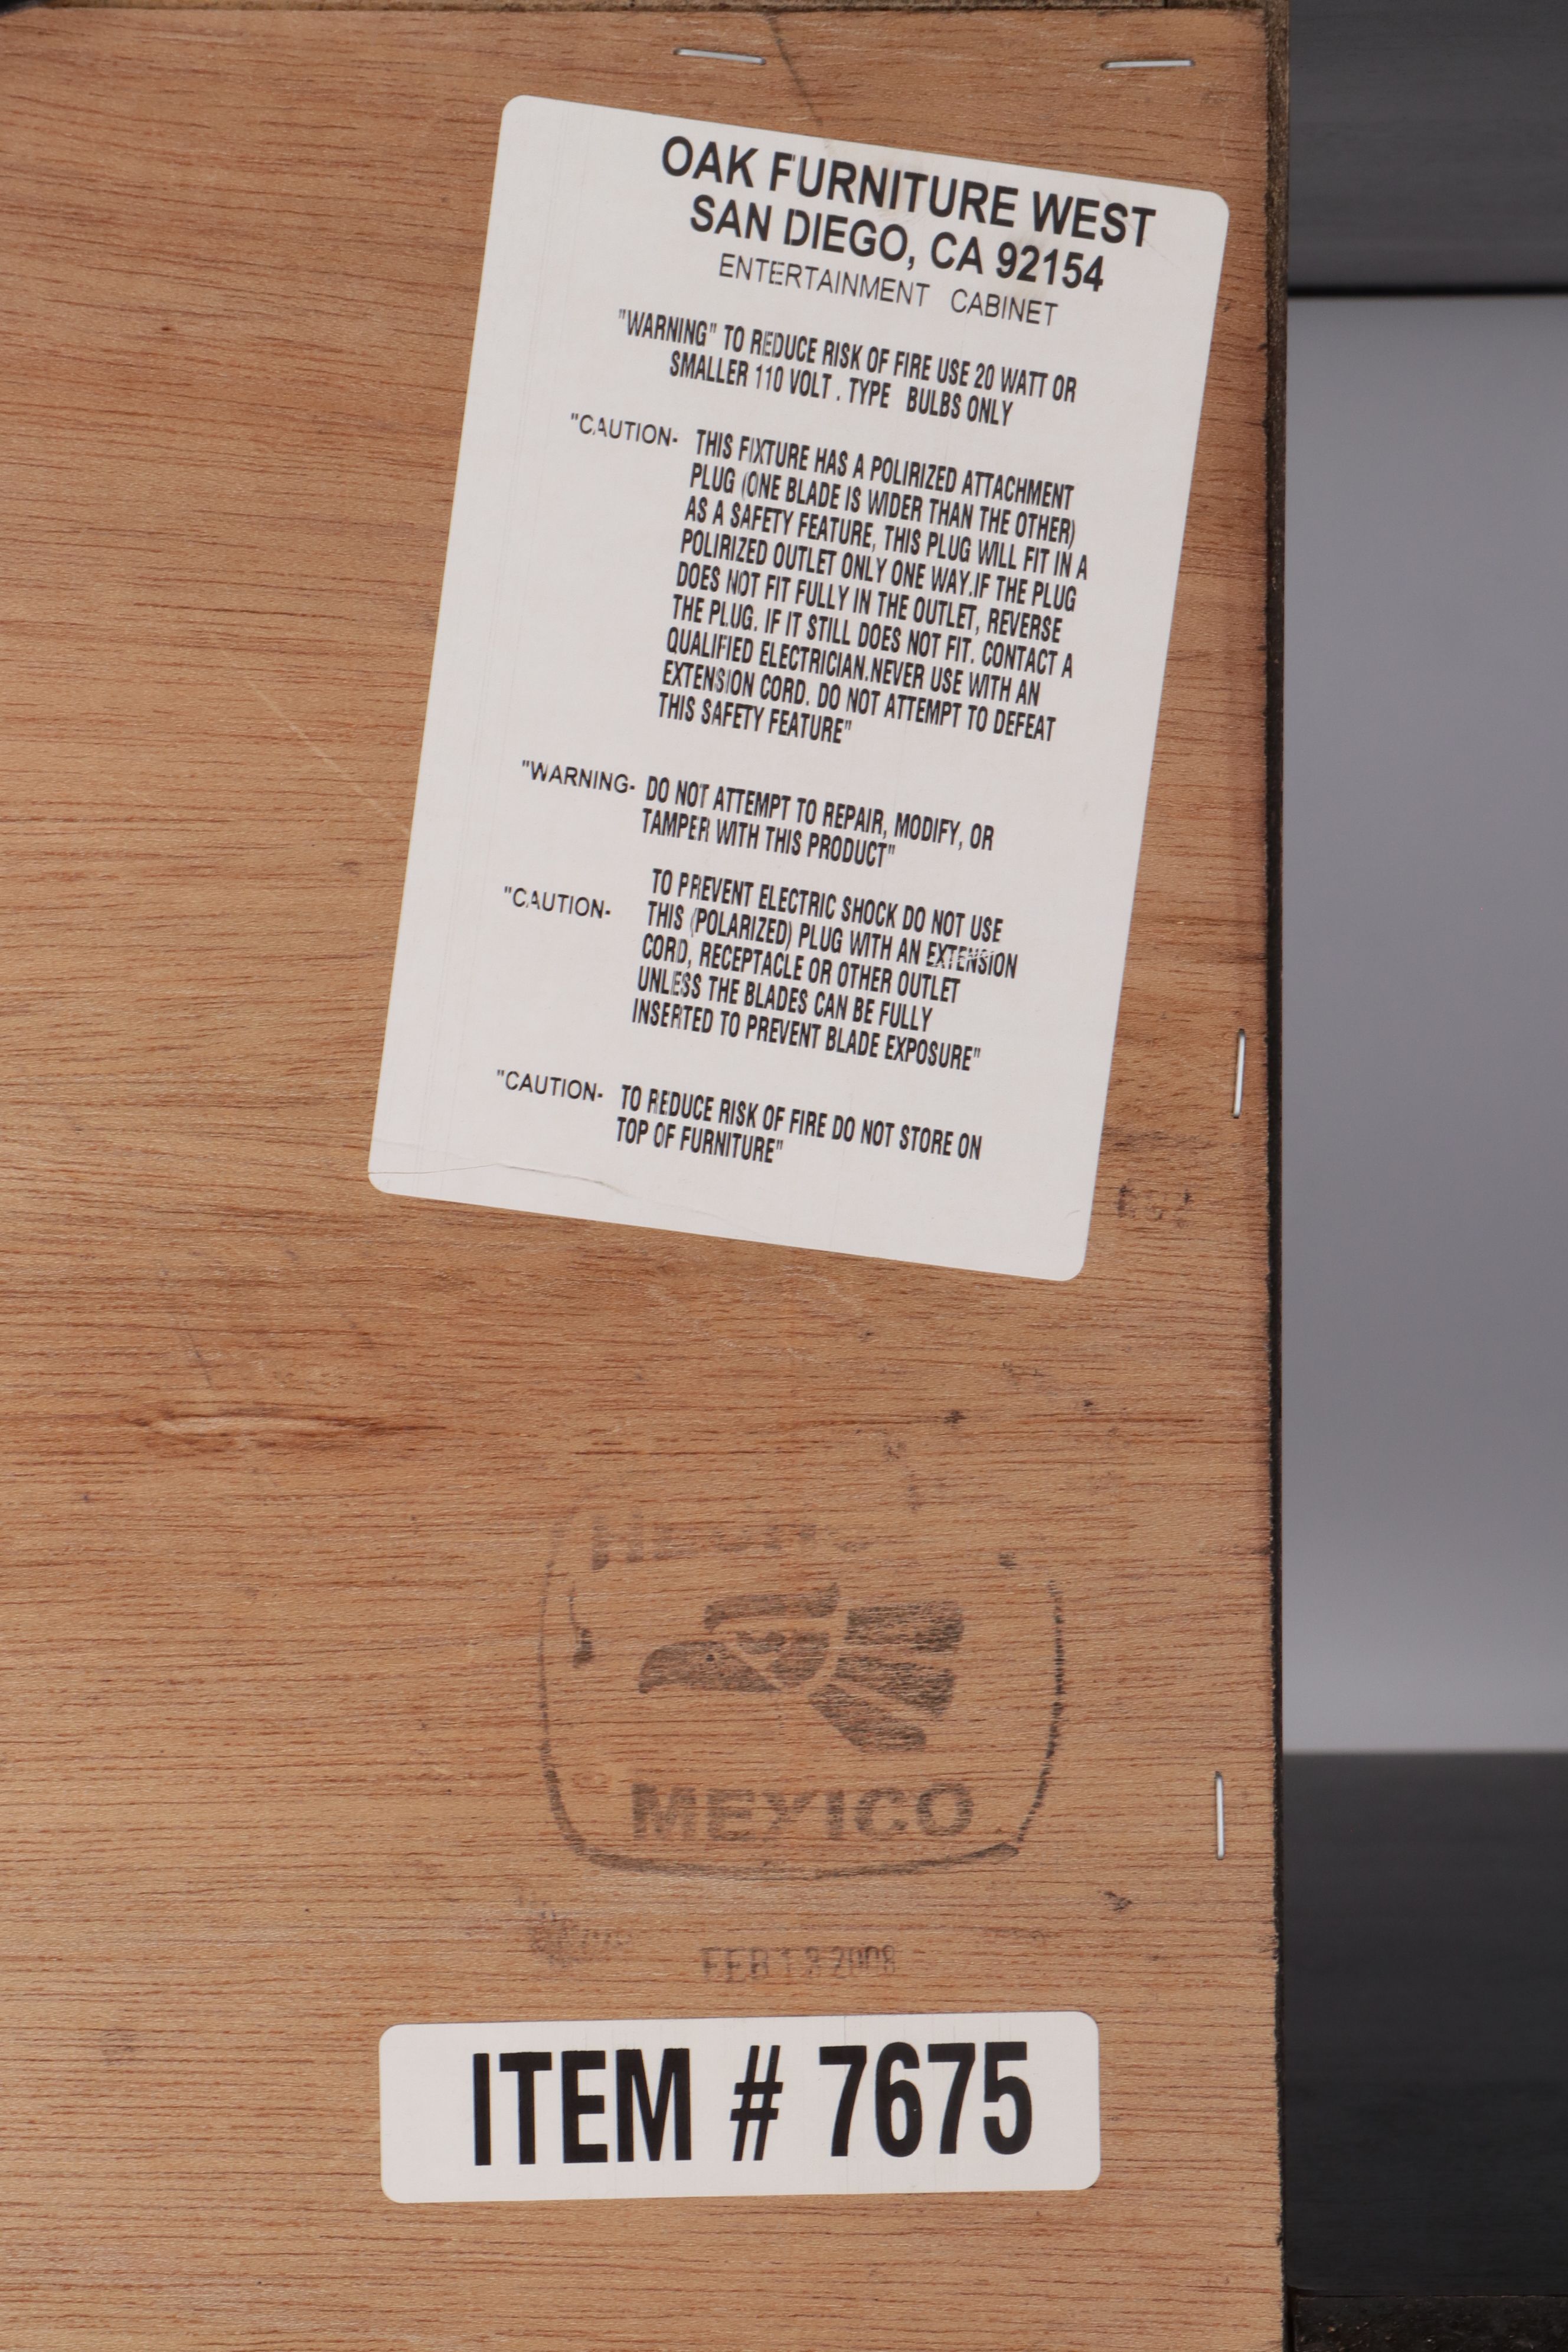 OAK FURNITURE WEST
SAN DIEGO, CA 92154
ENTERTAINMENT CABINET
"WARNING" TO REDUCE RISK OF FIRE USE 20 WATT OR
SMALLER 110 VOLT . TYPE BULBS ONLY
"CAUTION- THIS FIXTURE HAS A POLIRIZED ATTACHMENT
PLUG (ONE BLADE IS WIDER THAN THE OTHER)
AS A SAFETY FEATURE, THIS PLUG WILL FIT IN A
POLIRIZED OUTLET ONLY ONE WAY.IF THE PLUG
DOES NOT FIT FULLY IN THE OUTLET, REVERSE
THE PLUG. IF IT STILL DOES NOT FIT. CONTACT A
QUALIFIED ELECTRICIAN.NEVER USE WITH AN
EXTENSION CORD. DO NOT ATTEMPT TO DEFEAT
THIS SAFETY FEATURE"
"WARNING- DO NOT ATTEMPT TO REPAIR, MODIFY, OR
TAMPER WITH THIS PRODUCT"
"CAUTION- TO PREVENT ELECTRIC SHOCK DO NOT USE
THIS (POLARIZED) PLUG WITH AN EXTENSION
CORD, RECEPTACLE OR OTHER OUTLET
UNLESS THE BLADES CAN BE FULLY
INSERTED TO PREVENT BLADE EXPOSURE"
"CAUTION- TO REDUCE RISK OF FIRE DO NOT STORE ON
TOP OF FURNITURE"
MEXICO
FEB 13 2008
ITEM # 7675